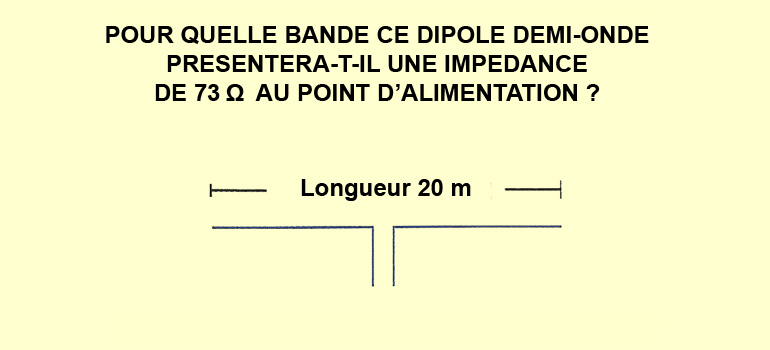 POUR QUELLE BANDE CE DIPOLE DEMI-ONDE
PRESENTERA-T-IL UNE IMPEDANCE
DE 73 Ω AU POINT D’ALIMENTATION ?
Longueur 20 m